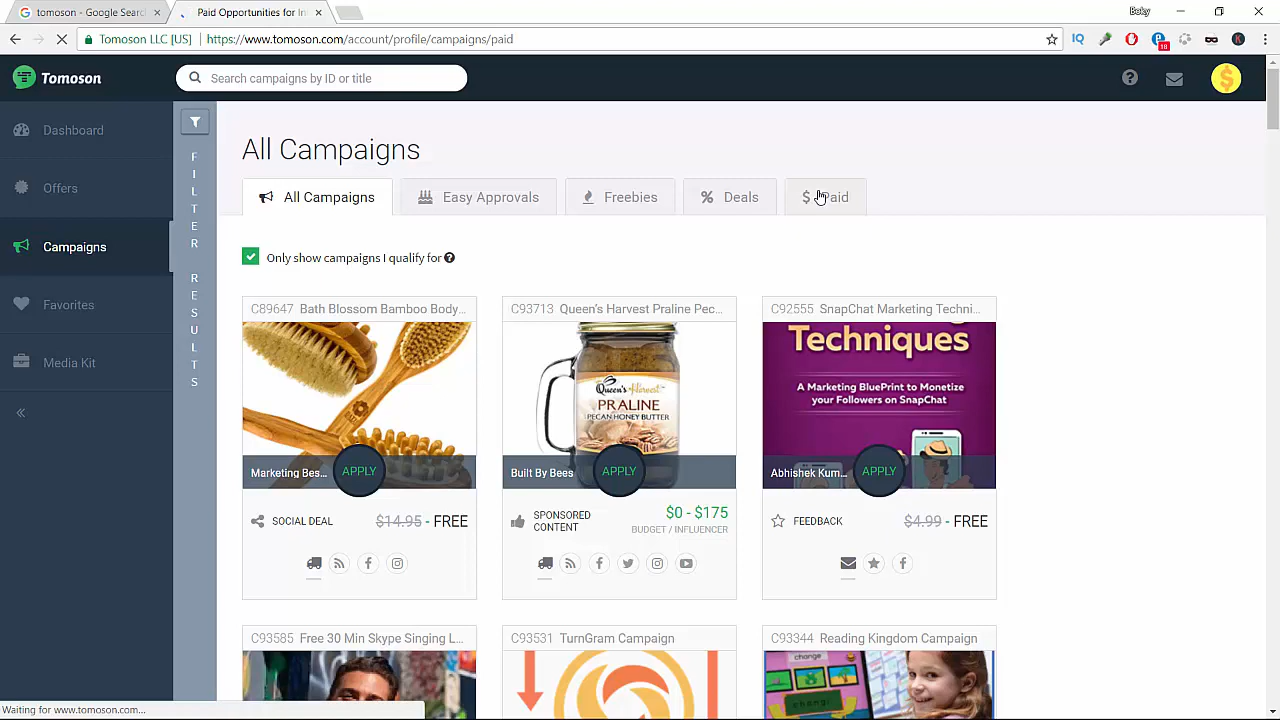 tomoson - Google Search
Paid Opportunities for In
Beky
Tomoson LLC [US]
https://www.tomoson.com/account/profile/campaigns/paid
IQ
18
K
Tomoson
Search campaigns by ID or title
Dashboard
Offers
Campaigns
Favorites
Media Kit
FILTER RESULTS
All Campaigns
All Campaigns
Easy Approvals
Freebies
% Deals
$ Paid
Only show campaigns I qualify for
C89647 Bath Blossom Bamboo Body...
Marketing Bes...
APPLY
SOCIAL DEAL
$14.95 - FREE
C93713 Queen's Harvest Praline Pec...
Queen's Harvest
PRALINE
PECAN HONEY BUTTER
Built By Bees
APPLY
SPONSORED CONTENT
$0 - $175
BUDGET / INFLUENCER
C92555 SnapChat Marketing Techni...
Techniques
A Marketing BluePrint to Monetize
your Followers on SnapChat
Abhishek Kum...
APPLY
FEEDBACK
$4.99 - FREE
C93585 Free 30 Min Skype Singing L...
C93531 TurnGram Campaign
C93344 Reading Kingdom Campaign
change
Waiting for www.tomoson.com...